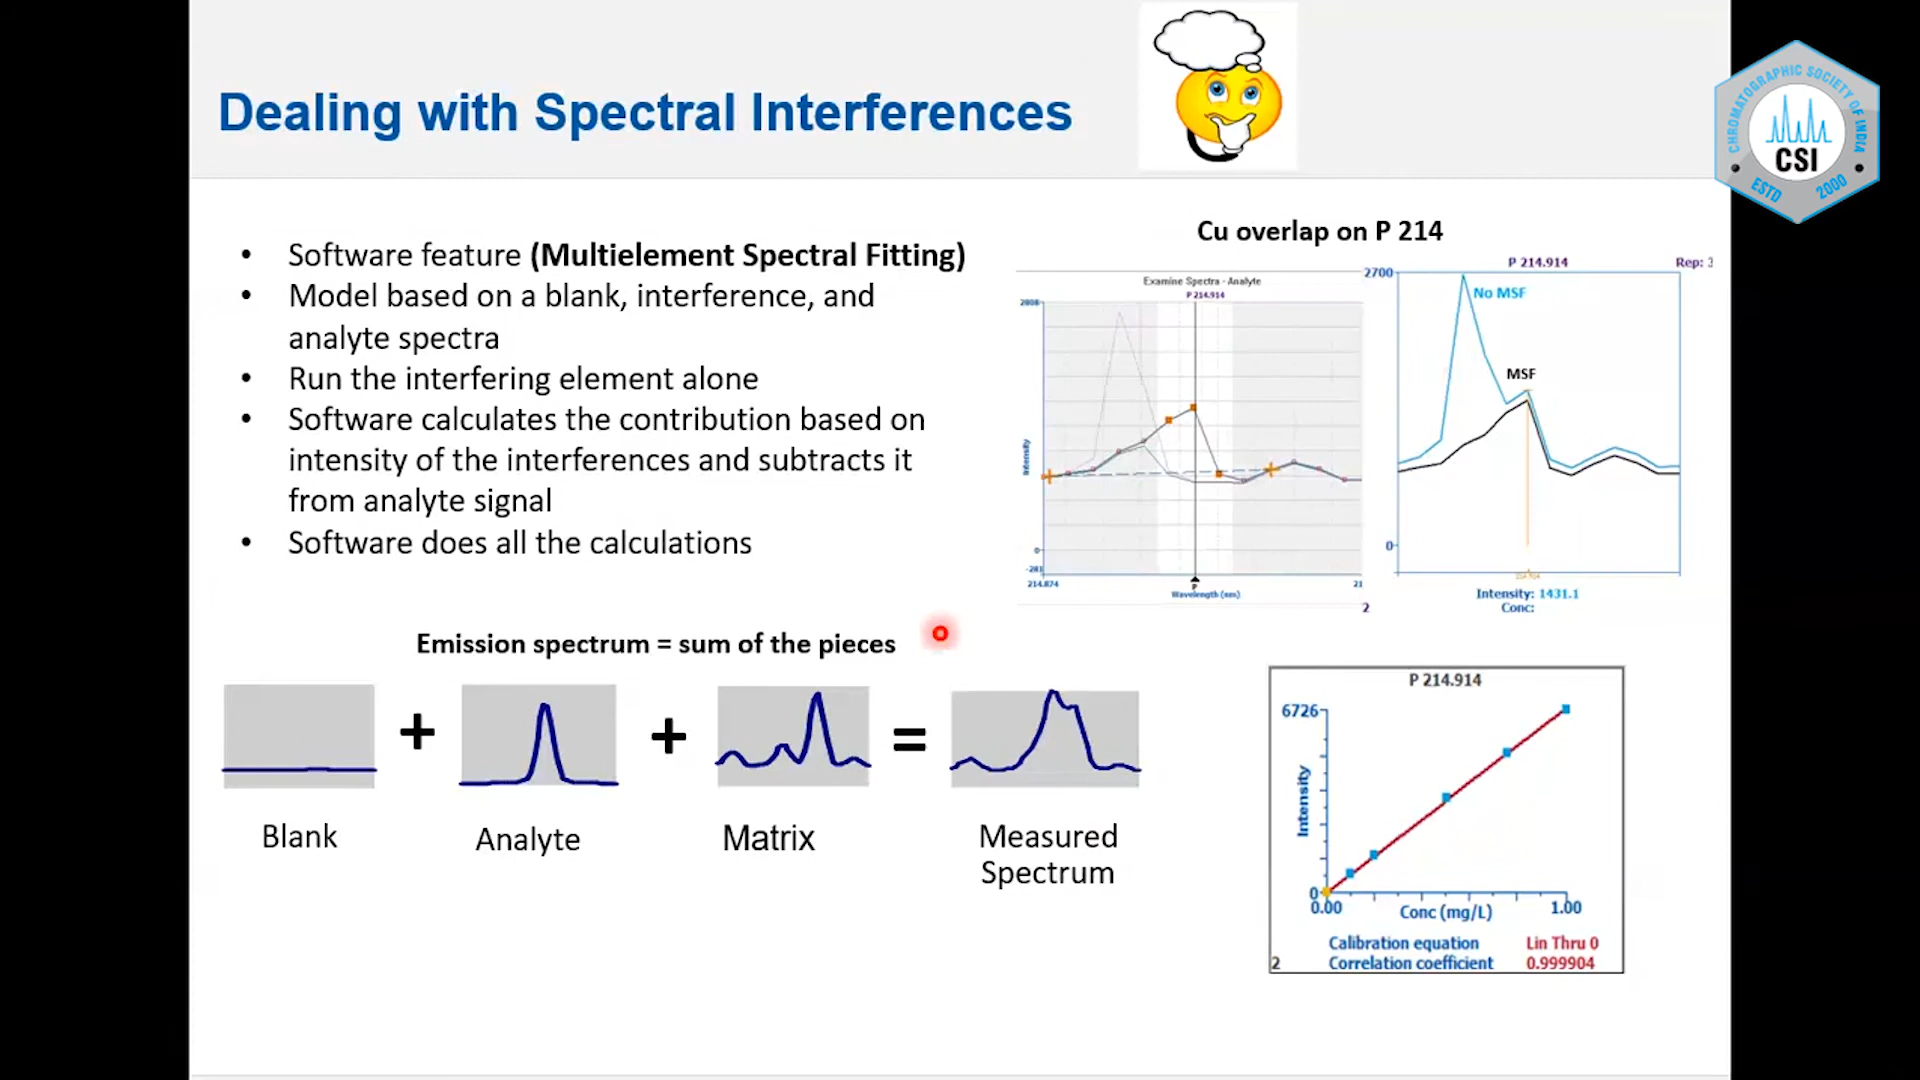 Dealing with Spectral Interferences
CHROMATOGRAPHIC SOCIETY OF INDIA
CSI
ESTD 2000
• Software feature (Multielement Spectral Fitting)
• Model based on a blank, interference, and
analyte spectra
• Run the interfering element alone
• Software calculates the contribution based on
intensity of the interferences and subtracts it
from analyte signal
• Software does all the calculations
Cu overlap on P 214
Examine Spectra - Analyte
P 214.914
Intensity
0
-281
214.874
P
21
Wavelength (nm)
2
P 214.914
Rep: 3
2700
No MSF
MSF
0
Intensity: 1431.1
Conc:
Emission spectrum = sum of the pieces
+
+
=
Blank
Analyte
Matrix
Measured
Spectrum
P 214.914
6726
Intensity
0
0.00
Conc (mg/L)
1.00
Calibration equation Lin Thru 0
2 Correlation coefficient 0.999904